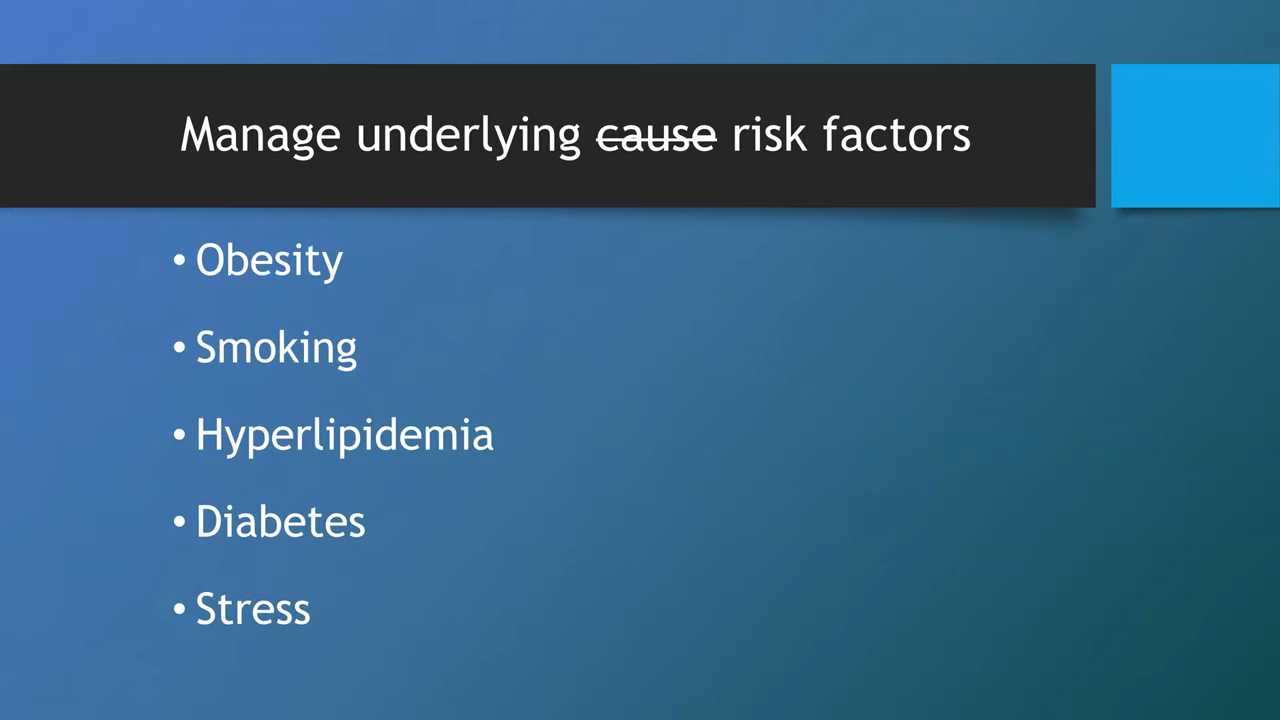 Manage underlying cause risk factors
• Obesity
• Smoking
• Hyperlipidemia
• Diabetes
• Stress